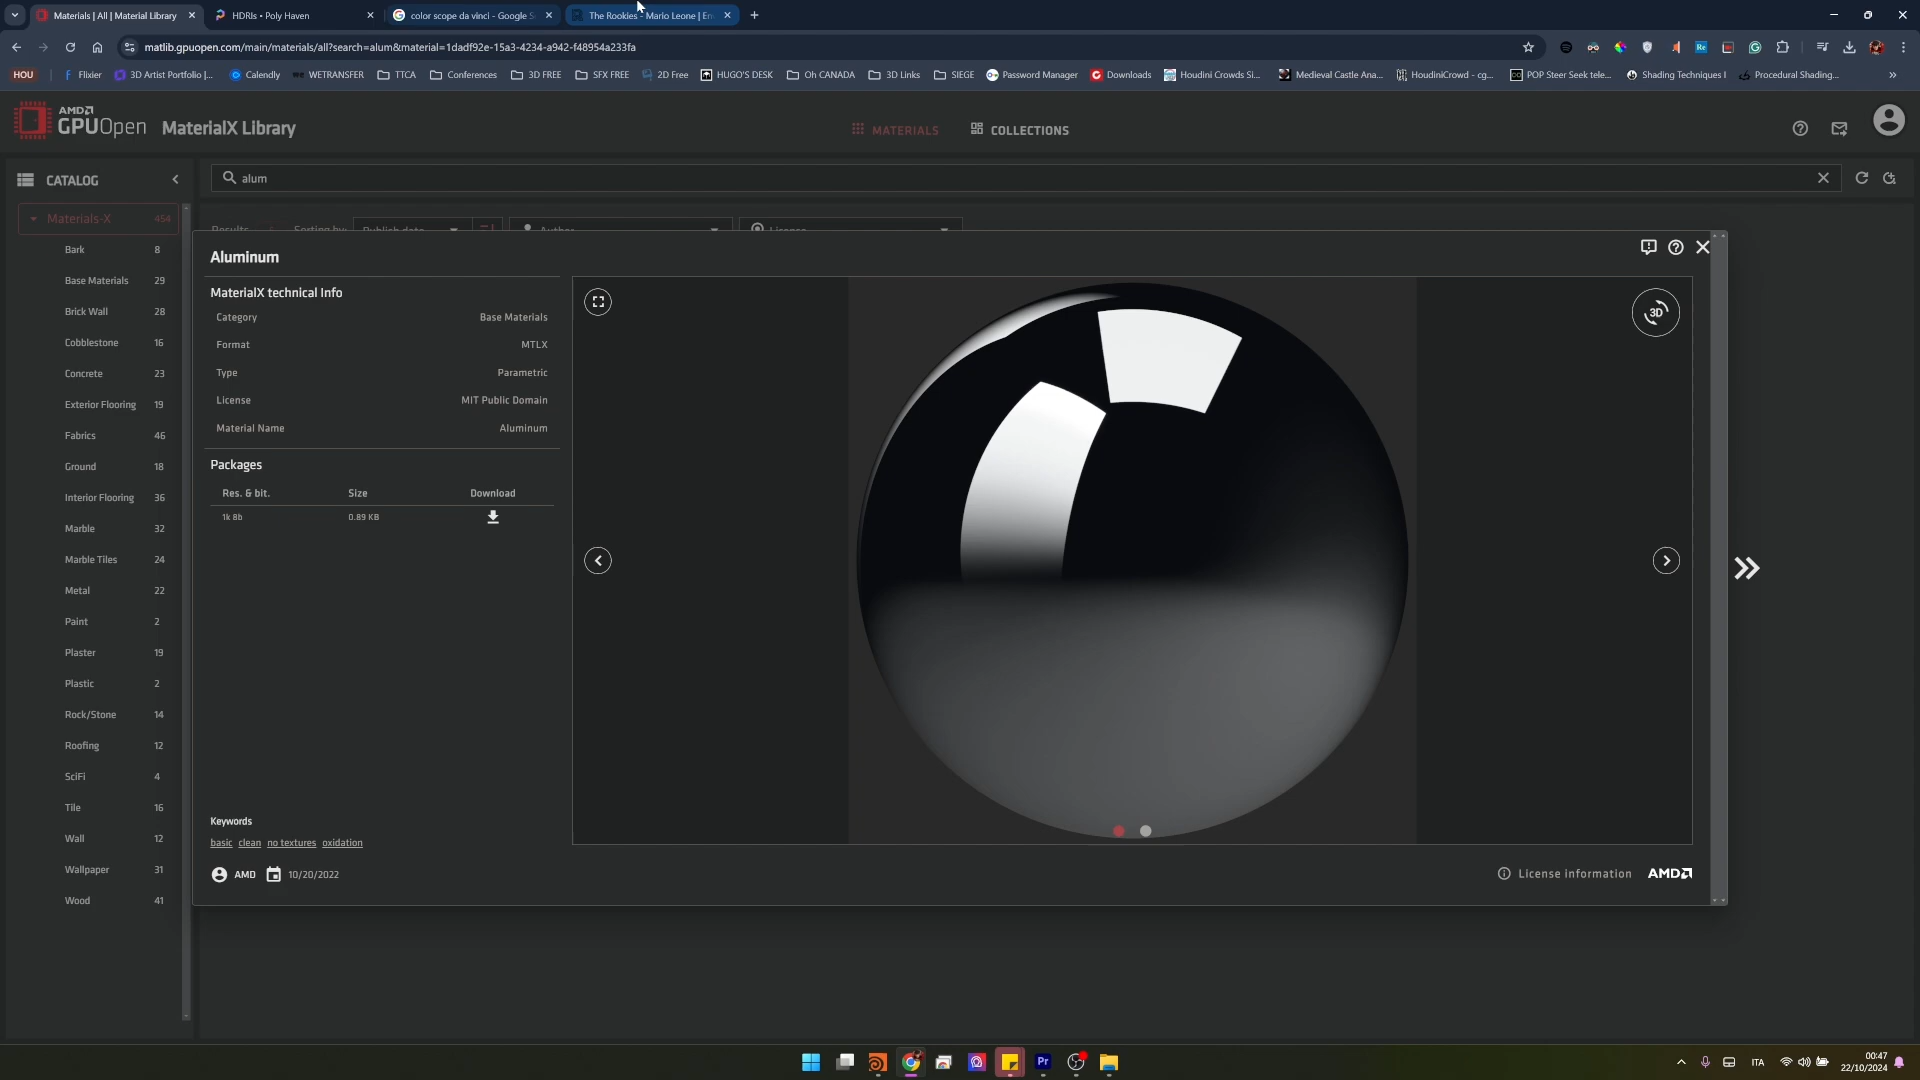 Materials | All | Material Library
HDRIs • Poly Haven
color scope da vinci - Google S
The Rookies - Mario Leone | En
matlib.gpuopen.com/main/materials/all?search=alum&material=1dadf92e-15a3-4234-a942-f48954a233fa
HOU
Flixier
3D Artist Portfolio |...
Calendly
WETRANSFER
TTCA
Conferences
3D FREE
SFX FREE
2D Free
HUGO'S DESK
Oh CANADA
3D Links
SIEGE
Password Manager
Downloads
Houdini Crowds Si...
Medieval Castle Ana...
HoudiniCrowd - cg...
POP Steer Seek tele...
Shading Techniques I
Procedural Shading...
AMD
GPUOpen
MaterialX Library
MATERIALS
COLLECTIONS
CATALOG
alum
Materials-X 454
Results
Sorting by:
Publish date
Author
License
Bark 8
Base Materials 29
Brick Wall 28
Cobblestone 16
Concrete 23
Exterior Flooring 19
Fabrics 46
Ground 18
Interior Flooring 36
Marble 32
Marble Tiles 24
Metal 22
Paint 2
Plaster 19
Plastic 2
Rock/Stone 14
Roofing 12
SciFi 4
Tile 16
Wall 12
Wallpaper 31
Wood 41
Aluminum
MaterialX technical Info
Category Base Materials
Format MTLX
Type Parametric
License MIT Public Domain
Material Name Aluminum
Packages
Res. & bit. Size Download
1k 8b 0.89 KB
3D
Keywords
basic clean no textures oxidation
AMD 10/20/2022
License information AMD
Pr
ITA
00:47
22/10/2024